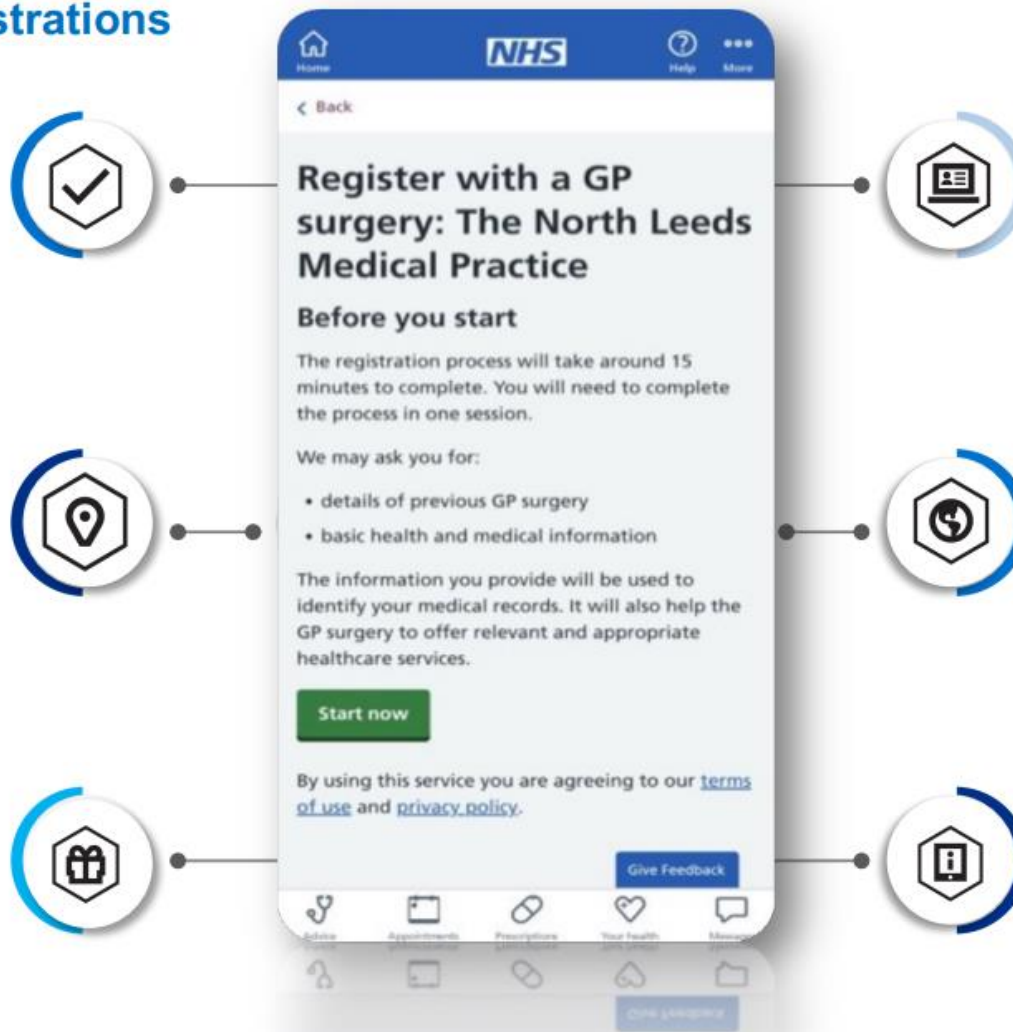 strations
Home
NHS
Help
More
Back
Register with a GP
surgery: The North Leeds
Medical Practice
Before you start
The registration process will take around 15
minutes to complete. You will need to complete
the process in one session.
We may ask you for:
• details of previous GP surgery
• basic health and medical information
The information you provide will be used to
identify your medical records. It will also help the
GP surgery to offer relevant and appropriate
healthcare services.
Start now
By using this service you are agreeing to our terms
of use and privacy policy.
Give Feedback
Advice
Appointments
Prescriptions
Your health
Messages